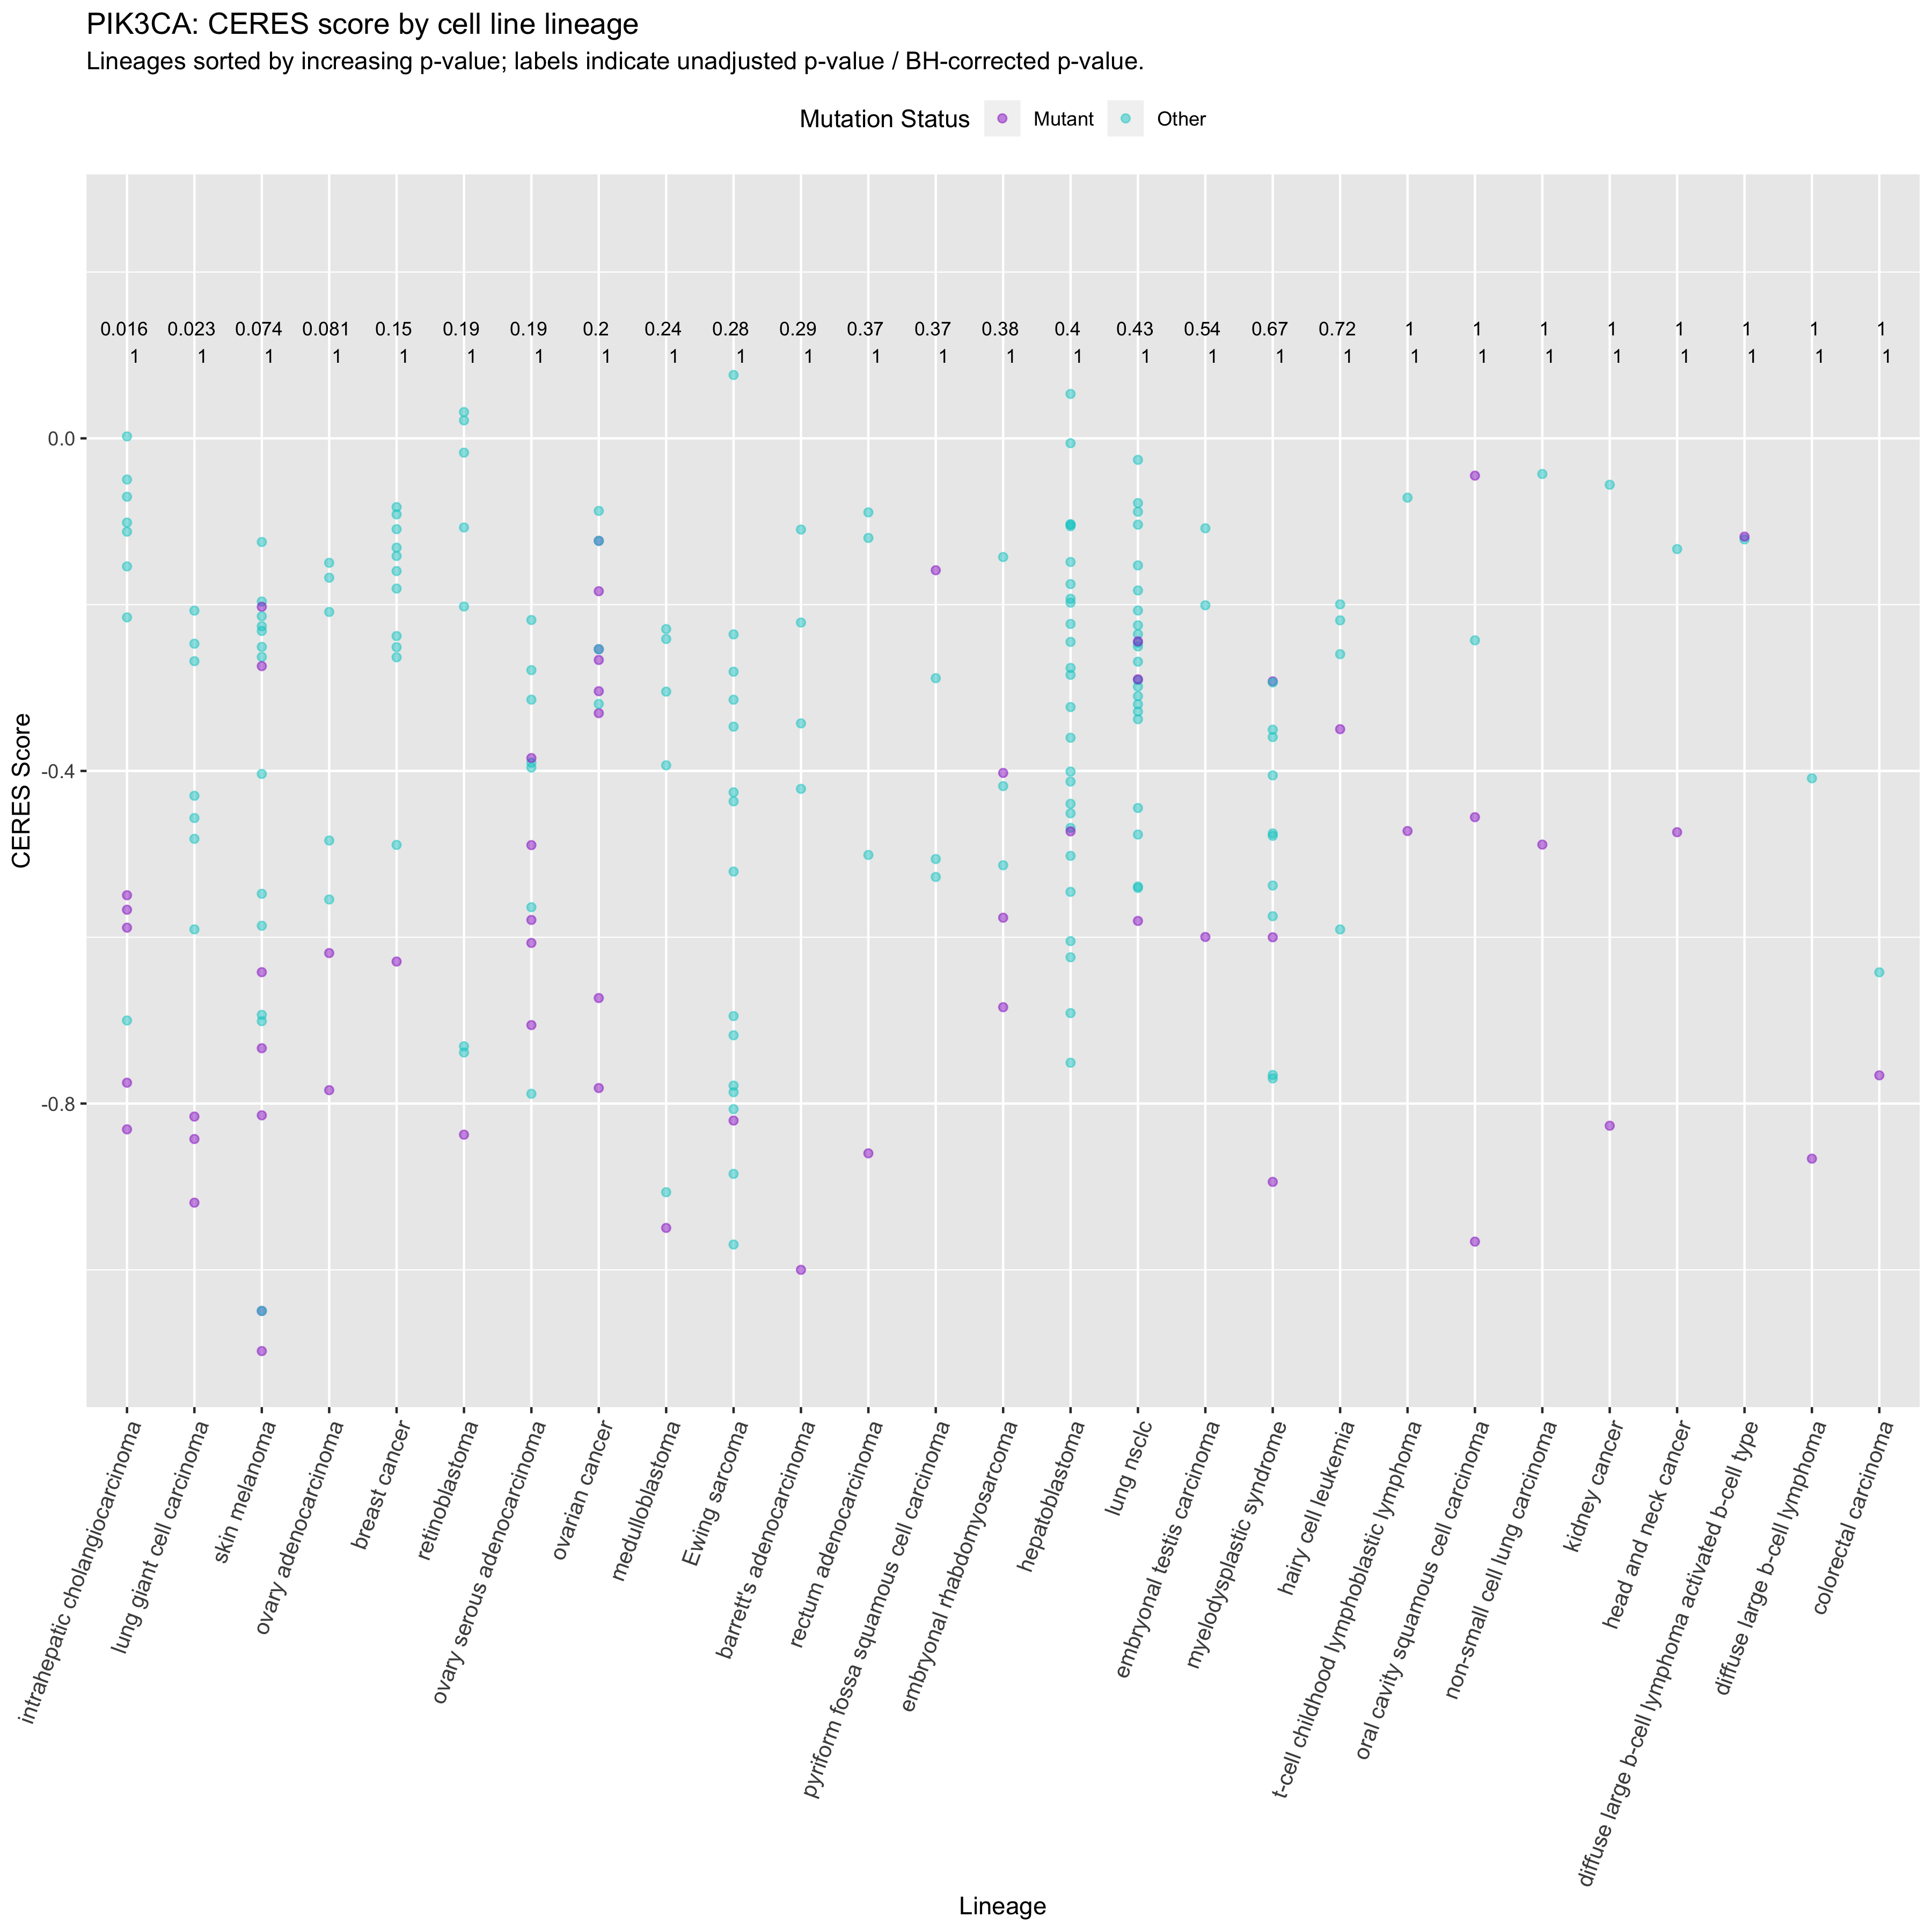 PIK3CA: CERES score by cell line lineage
Lineages sorted by increasing p-value; labels indicate unadjusted p-value / BH-corrected p-value.
Mutation Status Mutant Other
0.016 0.023 0.074 0.081 0.15 0.19 0.19 0.2 0.24 0.28 0.29 0.37 0.37 0.38 0.4 0.43 0.54 0.67 0.72 1 1 1 1 1 1 1 1
1 1 1 1 1 1 1 1 1 1 1 1 1 1 1 1 1 1 1 1 1 1 1 1 1 1 1
0.0
-0.4
-0.8
CERES Score
intrahepatic cholangiocarcinoma
lung giant cell carcinoma
skin melanoma
ovary adenocarcinoma
breast cancer
retinoblastoma
ovary serous adenocarcinoma
ovarian cancer
medulloblastoma
Ewing sarcoma
barrett's adenocarcinoma
rectum adenocarcinoma
pyriform fossa squamous cell carcinoma
embryonal rhabdomyosarcoma
hepatoblastoma
lung nsclc
embryonal testis carcinoma
myelodysplastic syndrome
hairy cell leukemia
t-cell childhood lymphoblastic lymphoma
oral cavity squamous cell carcinoma
non-small cell lung carcinoma
kidney cancer
head and neck cancer
diffuse large b-cell lymphoma activated b-cell type
diffuse large b-cell lymphoma
colorectal carcinoma
Lineage